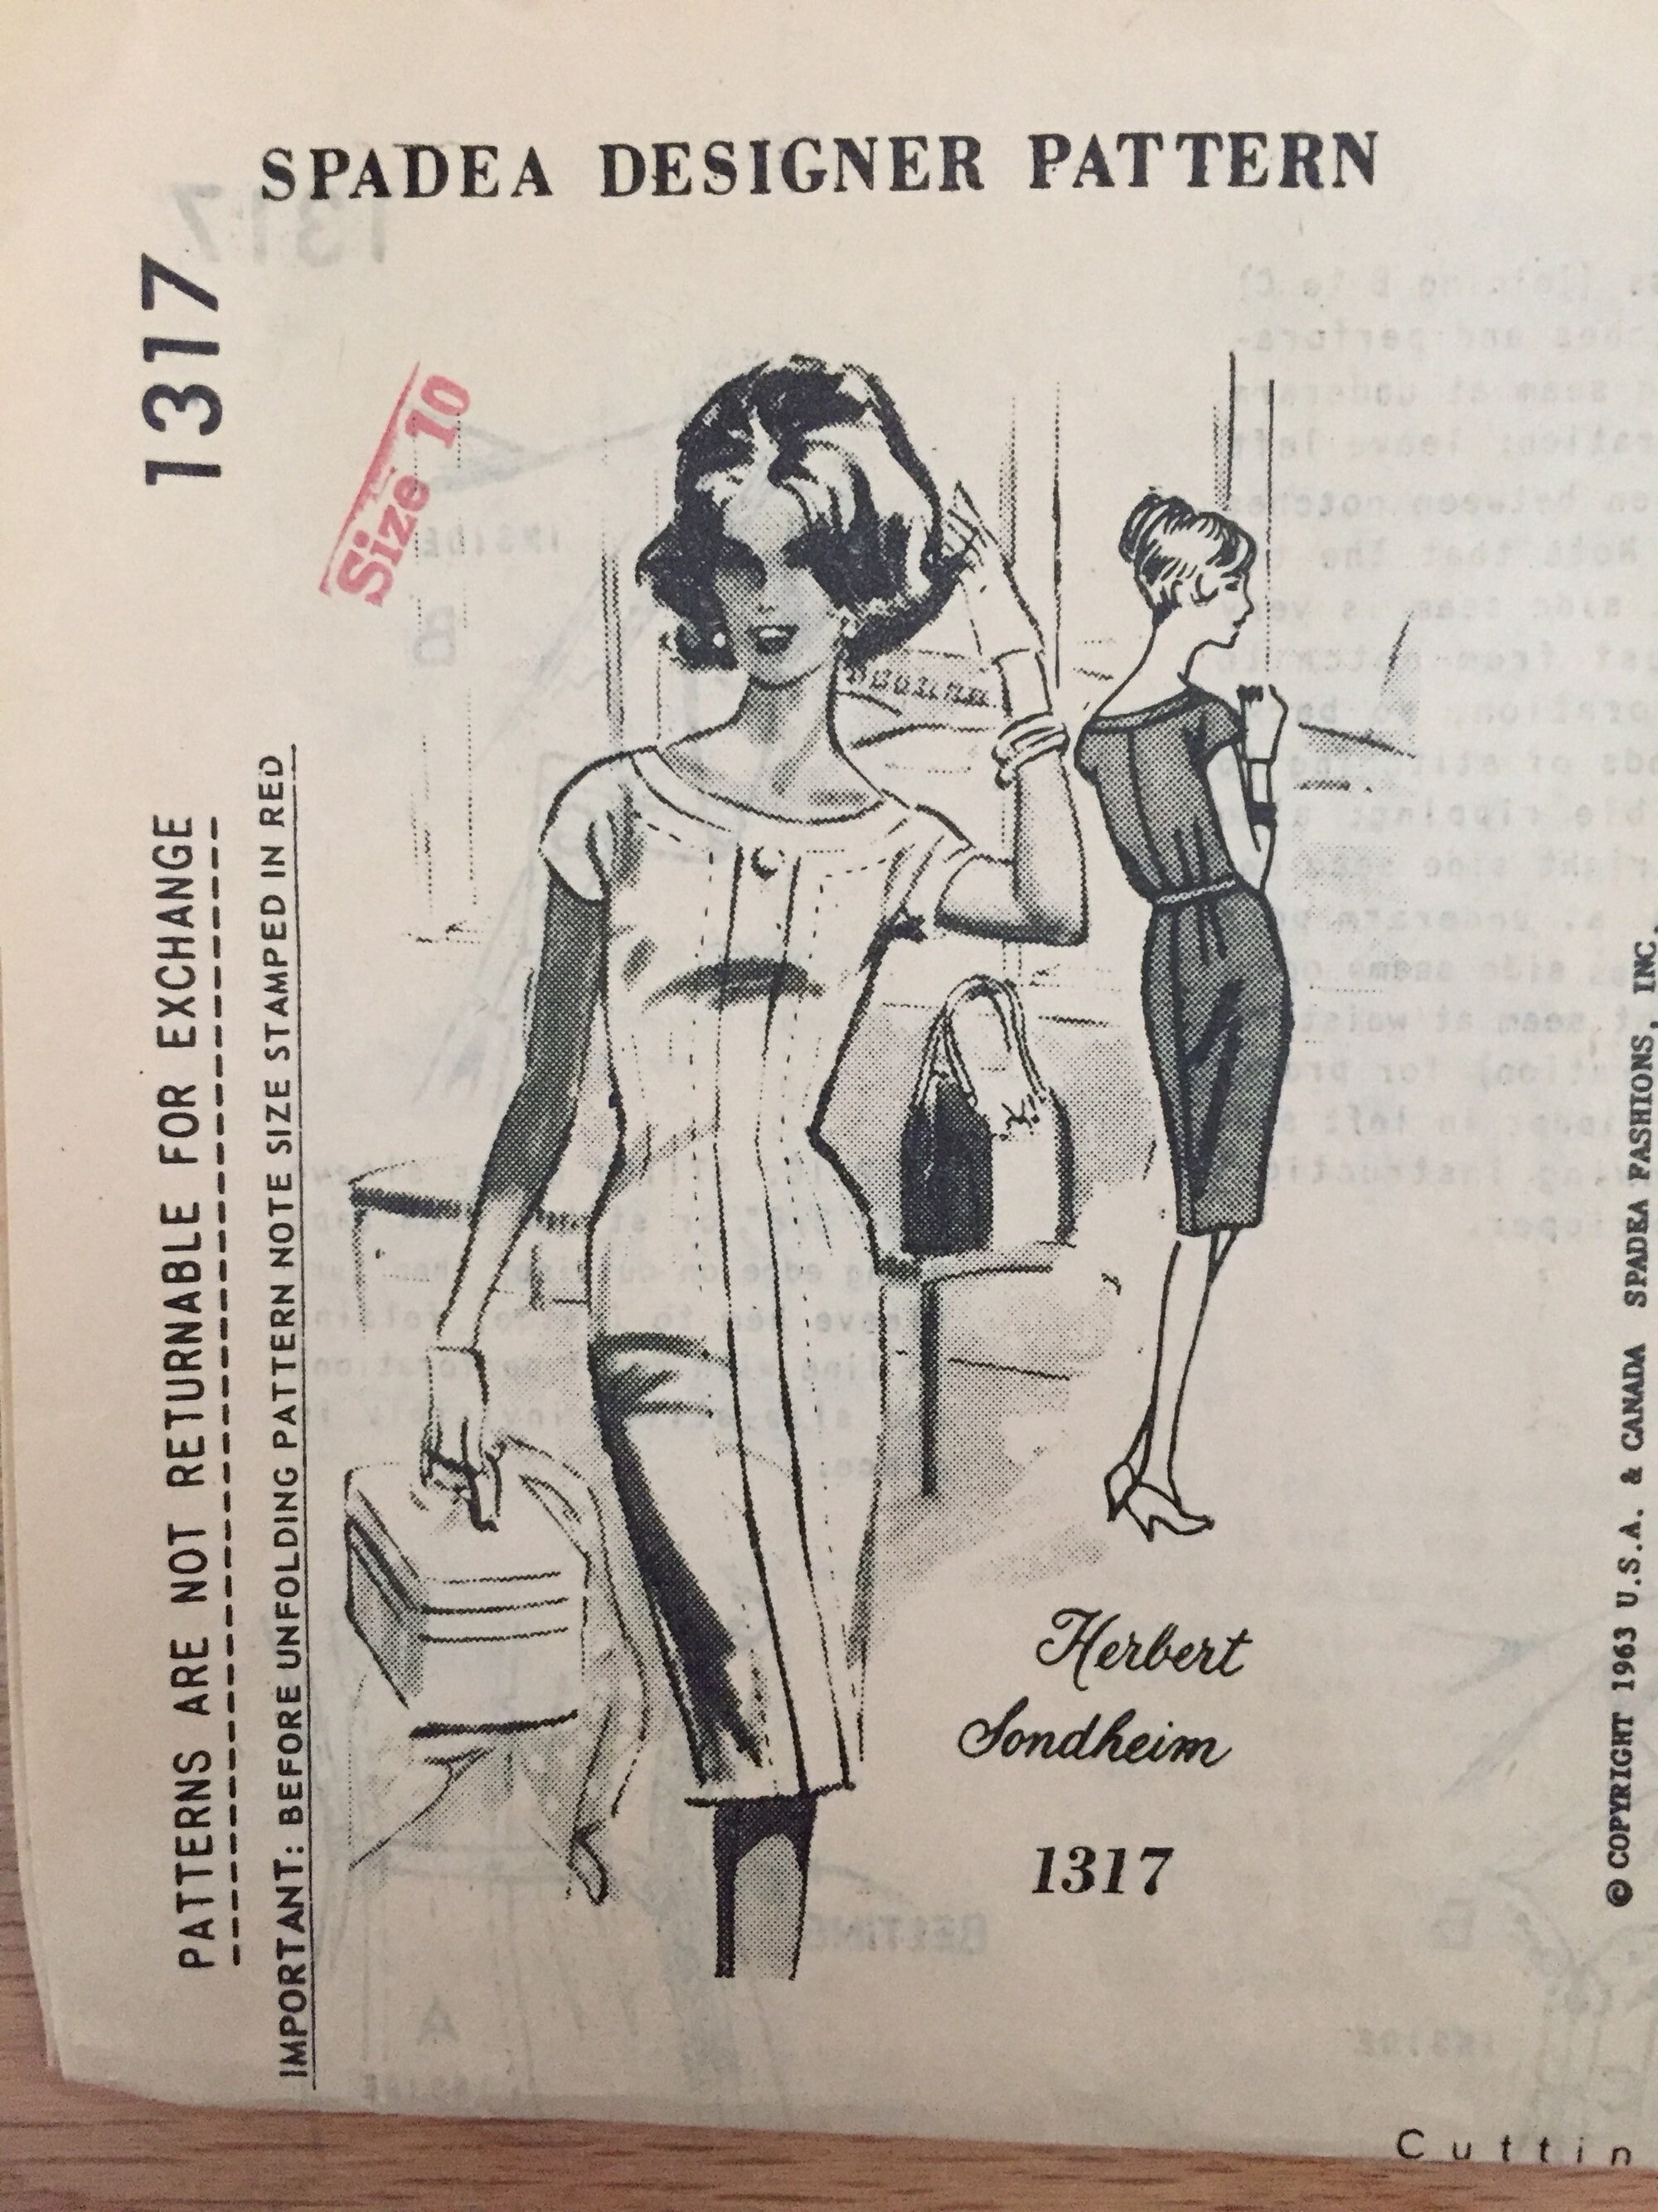 SPADEA DESIGNER PATTERN
1317
Size 10
PATTERNS ARE NOT RETURNABLE FOR EXCHANGE
IMPORTANT: BEFORE UNFOLDING PATTERN NOTE SIZE STAMPED IN RED
Herbert
Sondheim
1317
© COPYRIGHT 1963 U.S.A. & CANADA SPADEA FASHIONS, INC.
Cuttin